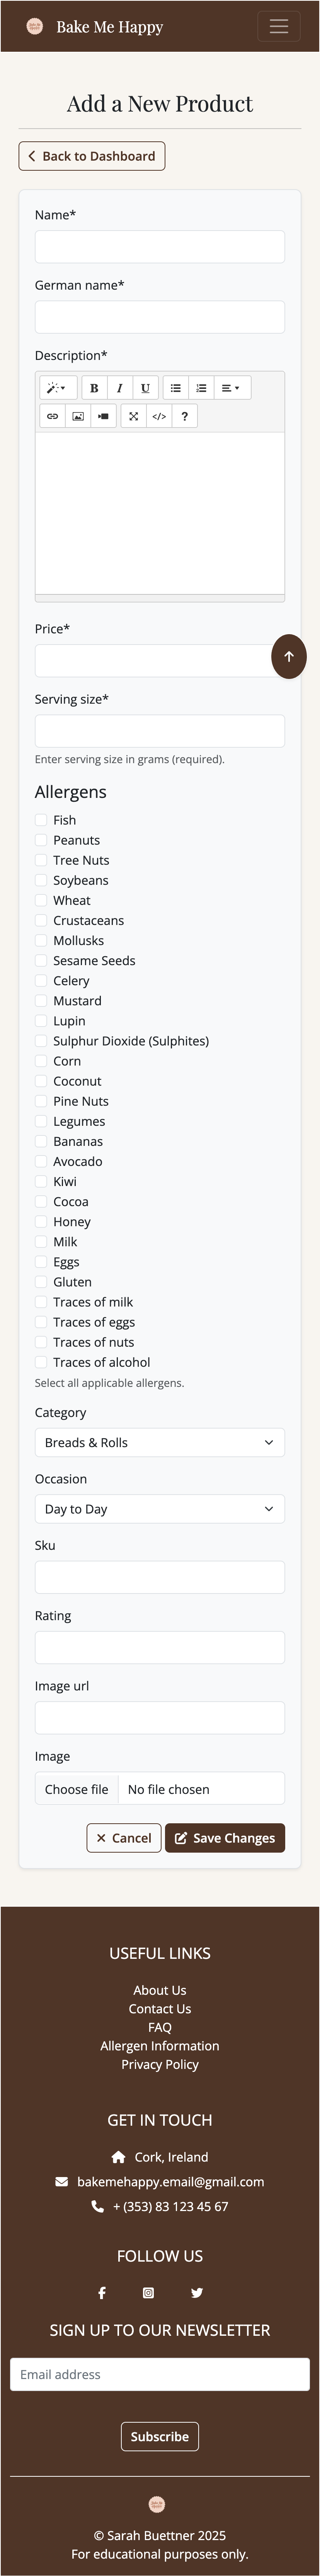 Bake Me Happy
Add a New Product
Back to Dashboard
Name*
German name*
Description*
B I U
</> ?
Price*
Serving size*
Enter serving size in grams (required).
Allergens
Fish
Peanuts
Tree Nuts
Soybeans
Wheat
Crustaceans
Mollusks
Sesame Seeds
Celery
Mustard
Lupin
Sulphur Dioxide (Sulphites)
Corn
Coconut
Pine Nuts
Legumes
Bananas
Avocado
Kiwi
Cocoa
Honey
Milk
Eggs
Gluten
Traces of milk
Traces of eggs
Traces of nuts
Traces of alcohol
Select all applicable allergens.
Category
Breads & Rolls
Occasion
Day to Day
Sku
Rating
Image url
Image
Choose file No file chosen
Cancel Save Changes
USEFUL LINKS
About Us
Contact Us
FAQ
Allergen Information
Privacy Policy
GET IN TOUCH
Cork, Ireland
bakemehappy.email@gmail.com
+ (353) 83 123 45 67
FOLLOW US
SIGN UP TO OUR NEWSLETTER
Email address
Subscribe
© Sarah Buettner 2025
For educational purposes only.